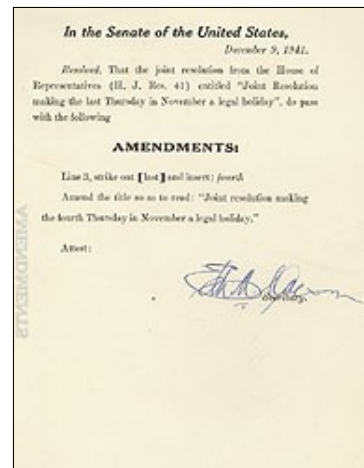 In the Senate of the United States,
December 9, 1941.
Resolved, That the joint resolution from the House of
Representatives (H. J. Res. 41) entitled "Joint Resolution
making the last Thursday in November a legal holiday", do pass
with the following
AMENDMENTS:
Line 3, strike out [last] and insert: fourth
Amend the title so as to read: "Joint resolution making
the fourth Thursday in November a legal holiday."
Attest:
Secretary.
AMENDMENTS